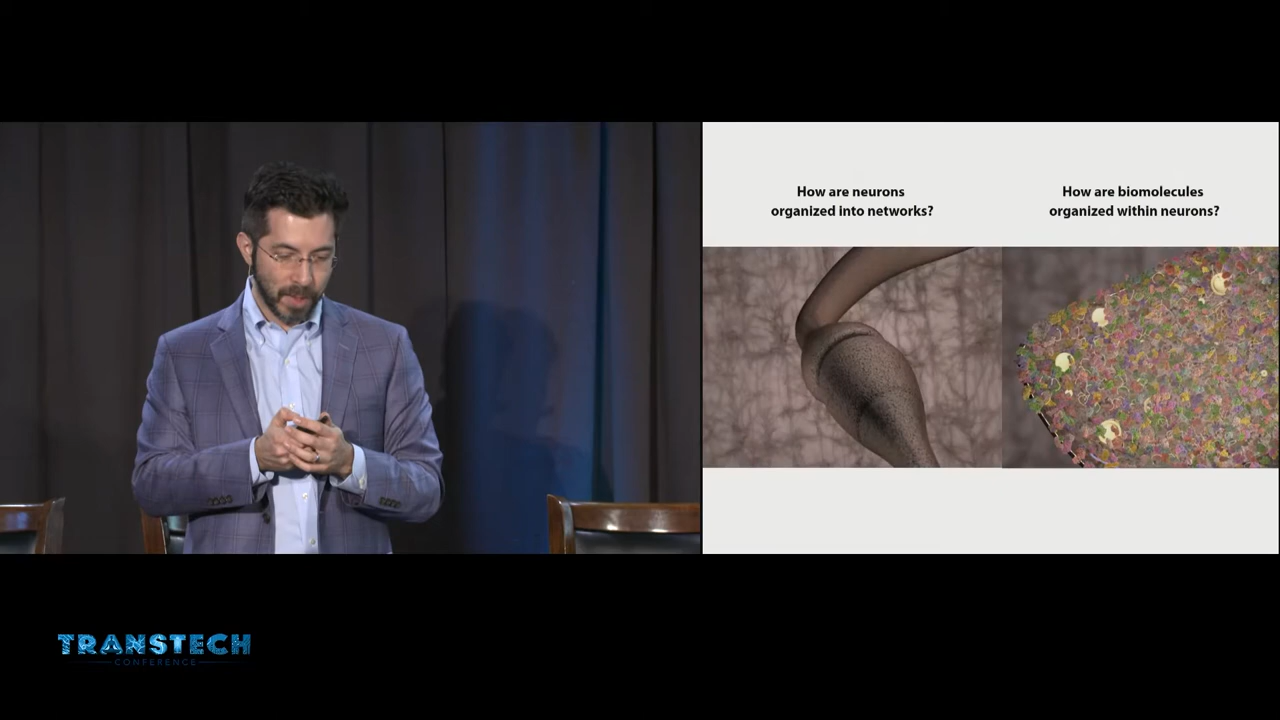 How are neurons
organized into networks?
How are biomolecules
organized within neurons?
TRANSTECH
CONFERENCE